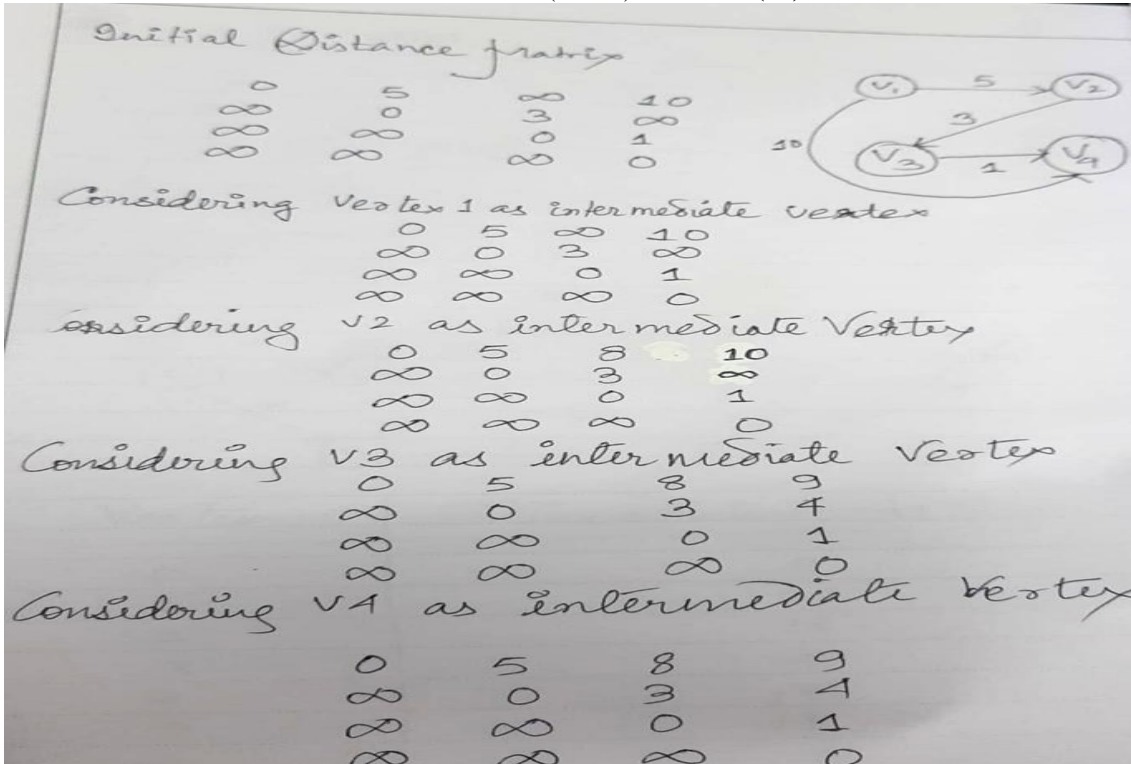 Initial Distance Matrix
0 5 ∞ 10
∞ 0 3 ∞
∞ ∞ 0 1
∞ ∞ ∞ 0
V1 5 V2
3
10 V3 1 V4
Considering Vertex 1 as intermediate vertex
0 5 ∞ 10
∞ 0 3 ∞
∞ ∞ 0 1
∞ ∞ ∞ 0
onsidering V2 as intermediate Vertex
0 5 8 10
∞ 0 3 ∞
∞ ∞ 0 1
∞ ∞ ∞ 0
Considering V3 as intermediate Vertex
0 5 8 9
∞ 0 3 4
∞ ∞ 0 1
∞ ∞ ∞ 0
Considering V4 as intermediate Vertex
0 5 8 9
∞ 0 3 4
∞ ∞ 0 1
∞ ∞ ∞ 0